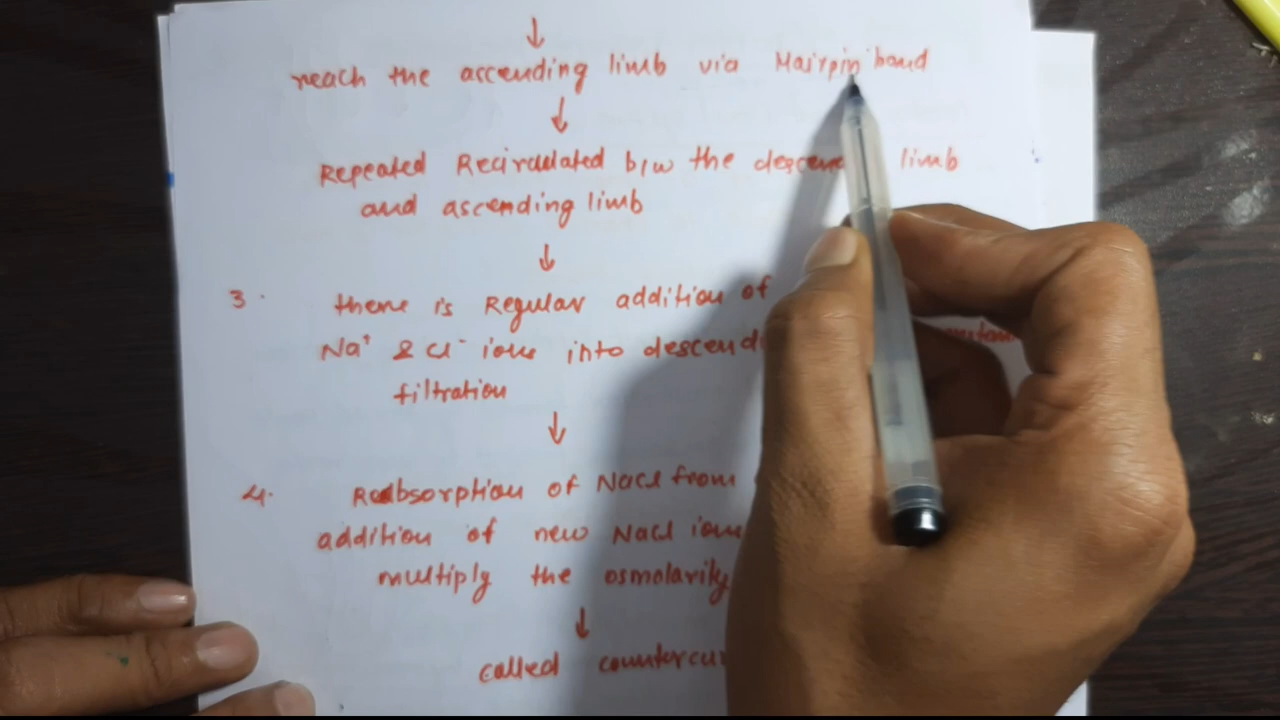 ↓
reach the ascending limb via Hairpin band
↓
Repeated Recirculated b/w the descend limb
and ascending limb
↓
3. there is Regular addition of
Na+ & Cl- ions into descendi
filtration
↓
4. Reabsorption of NaCl from
addition of new NaCl ions
multiply the osmolarity
↓
called countercur